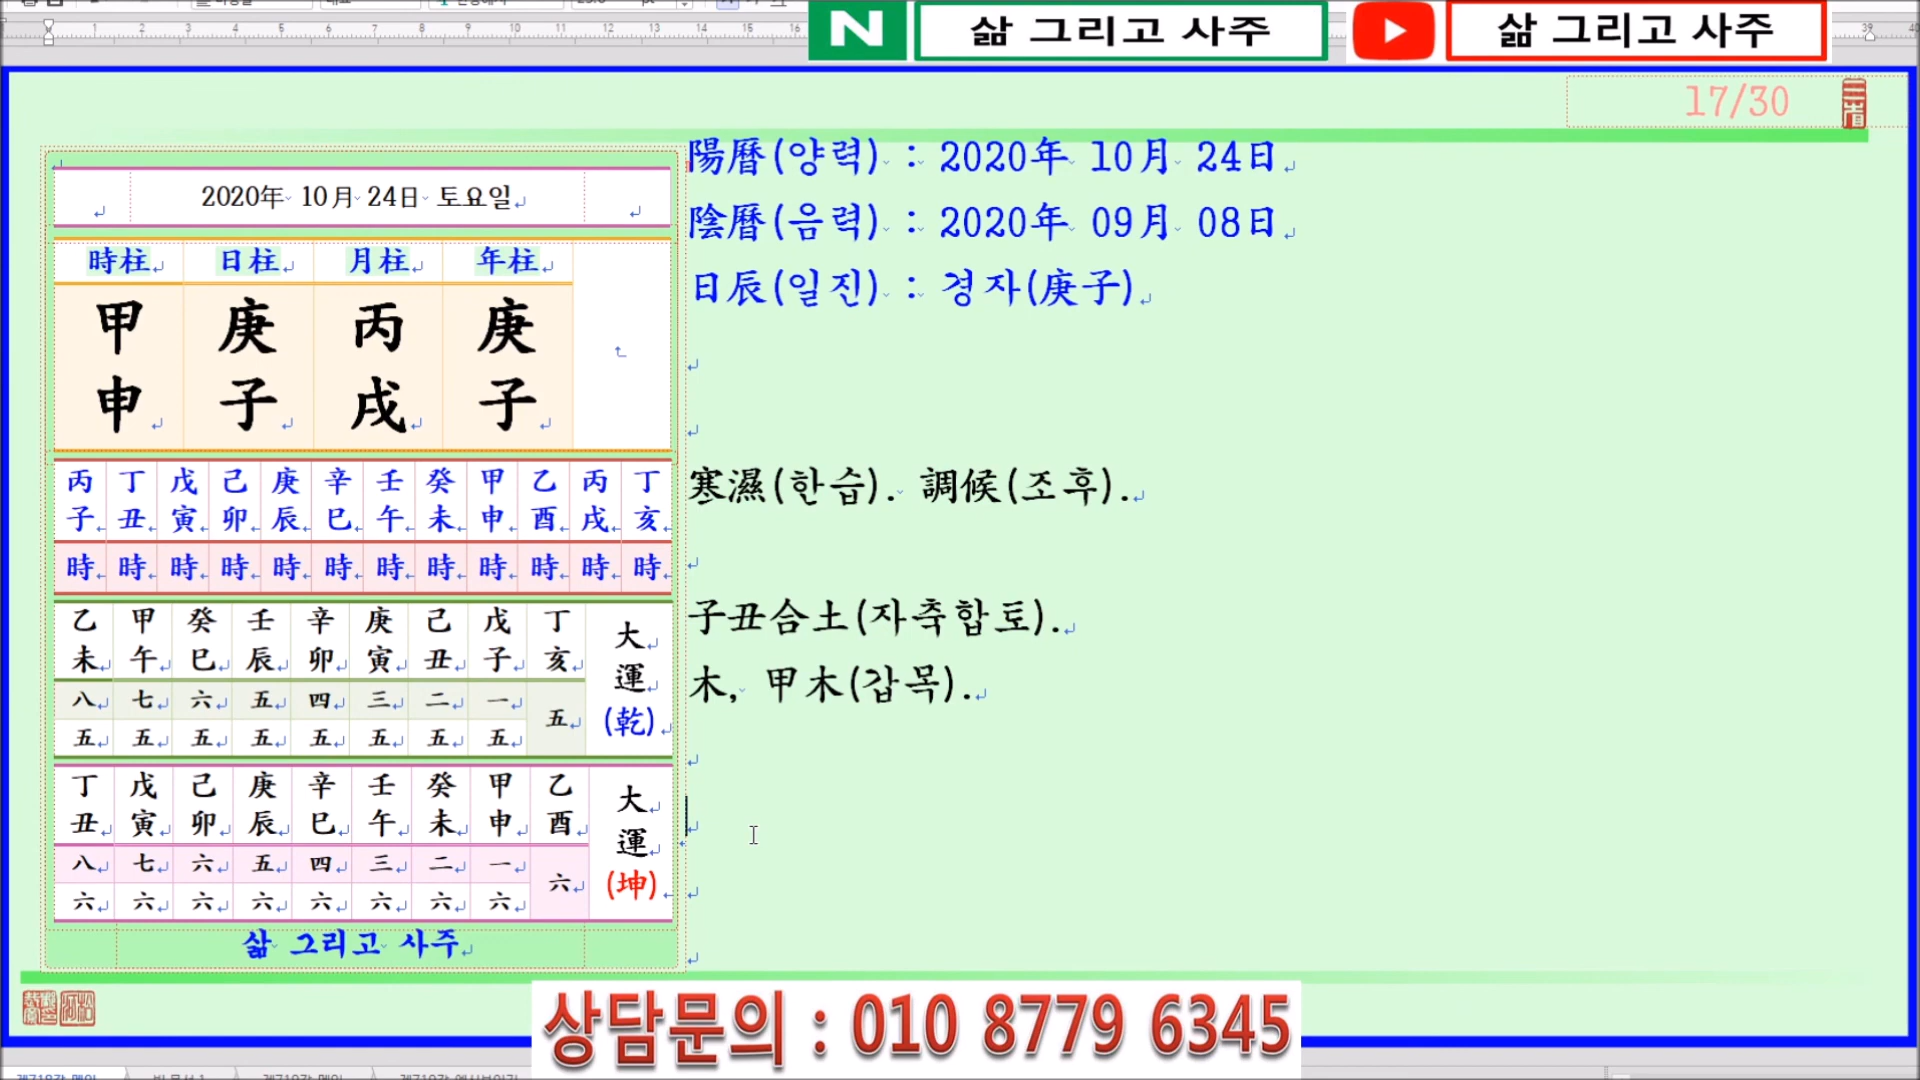 삶 그리고 사주
삶 그리고 사주
17/30
2020年 10月 24日 토요일
時柱 日柱 月柱 年柱
甲 庚 丙 庚
申 子 戌 子
丙 丁 戊 己 庚 辛 壬 癸 甲 乙 丙 丁
子 丑 寅 卯 辰 巳 午 未 申 酉 戌 亥
時 時 時 時 時 時 時 時 時 時 時 時
乙 甲 癸 壬 辛 庚 己 戊 丁
未 午 巳 辰 卯 寅 丑 子 亥
八 七 六 五 四 三 二 一 五
五 五 五 五 五 五 五 五
大
運
(乾)
丁 戊 己 庚 辛 壬 癸 甲 乙
丑 寅 卯 辰 巳 午 未 申 酉
八 七 六 五 四 三 二 一 六
六 六 六 六 六 六 六 六
大
運
(坤)
삶 그리고 사주
陽曆(양력) : 2020年 10月 24日
陰曆(음력) : 2020年 09月 08日
日辰(일진) : 경자(庚子)
寒濕(한습). 調候(조후).
子丑合土(자축합토).
木, 甲木(갑목).
상담문의 : 010 8779 6345